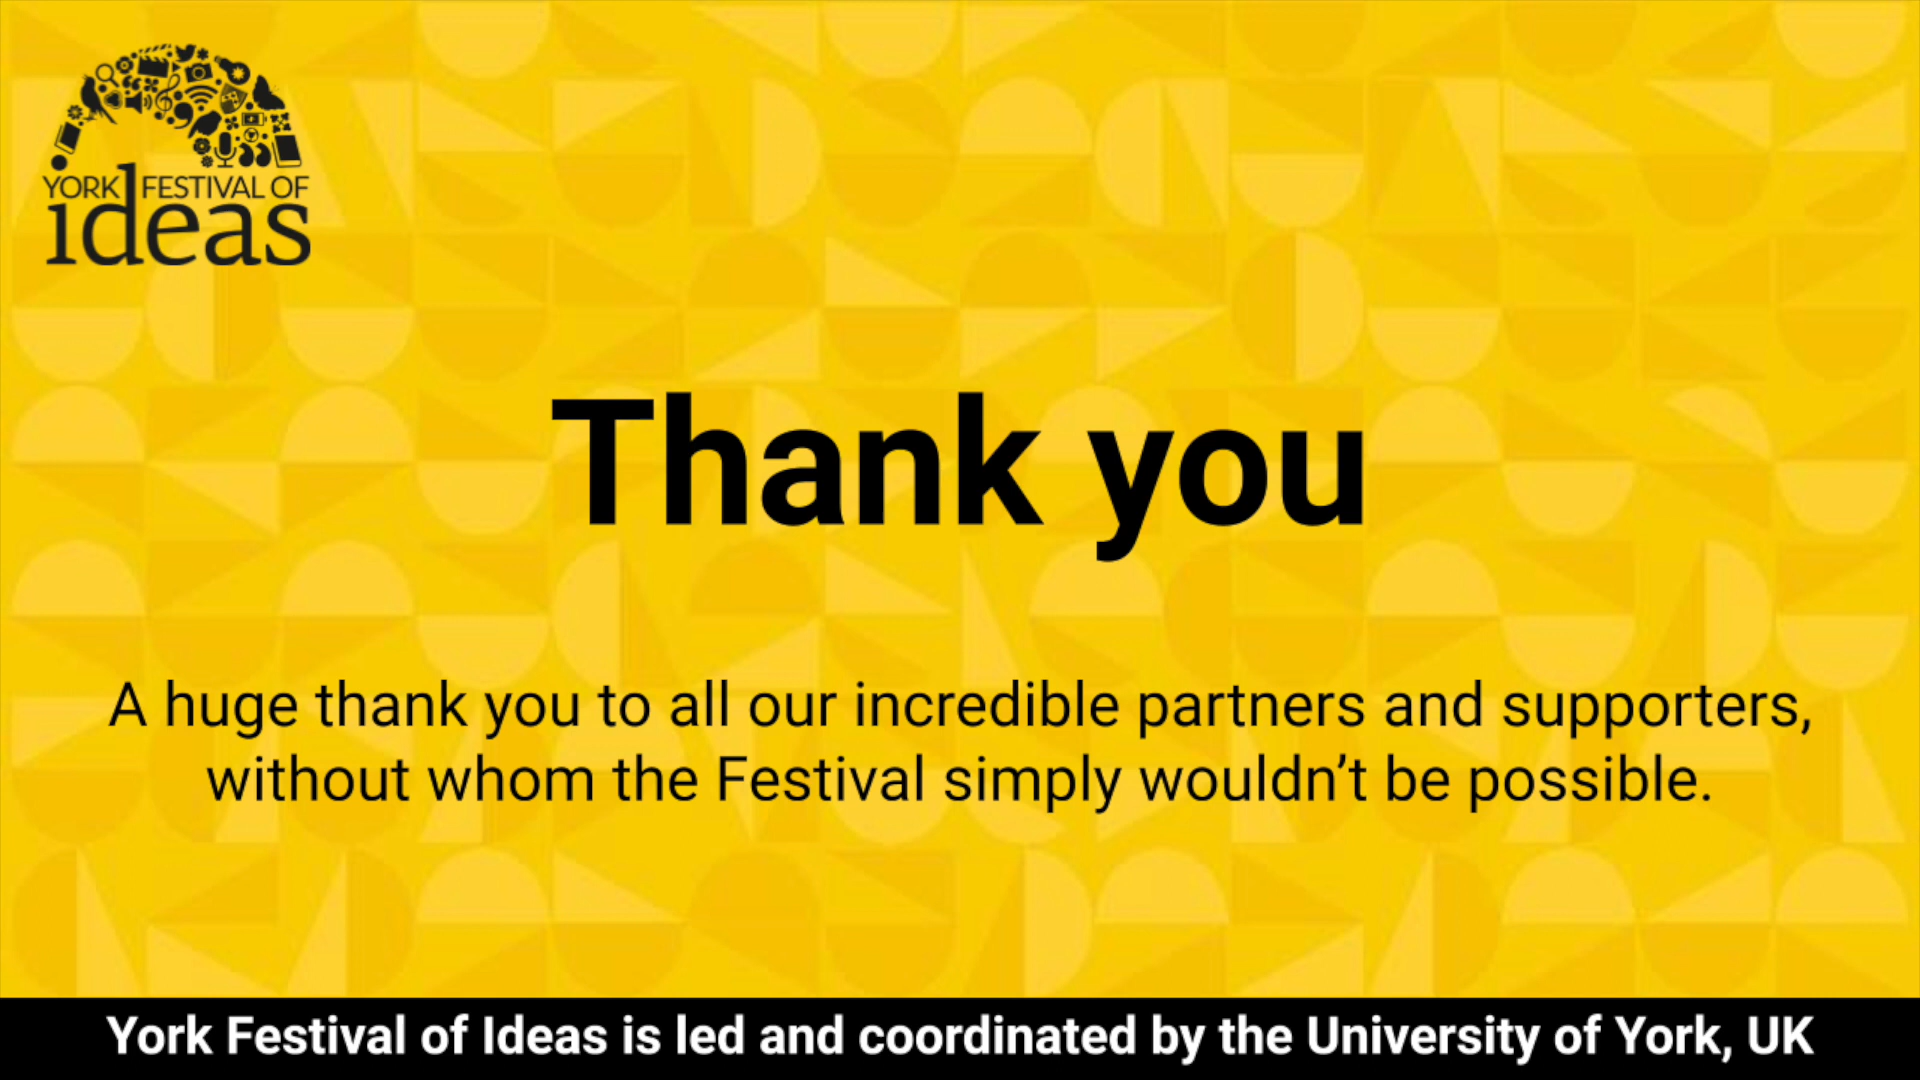 YORK FESTIVAL OF
ideas
Thank you
A huge thank you to all our incredible partners and supporters,
without whom the Festival simply wouldn’t be possible.
York Festival of Ideas is led and coordinated by the University of York, UK